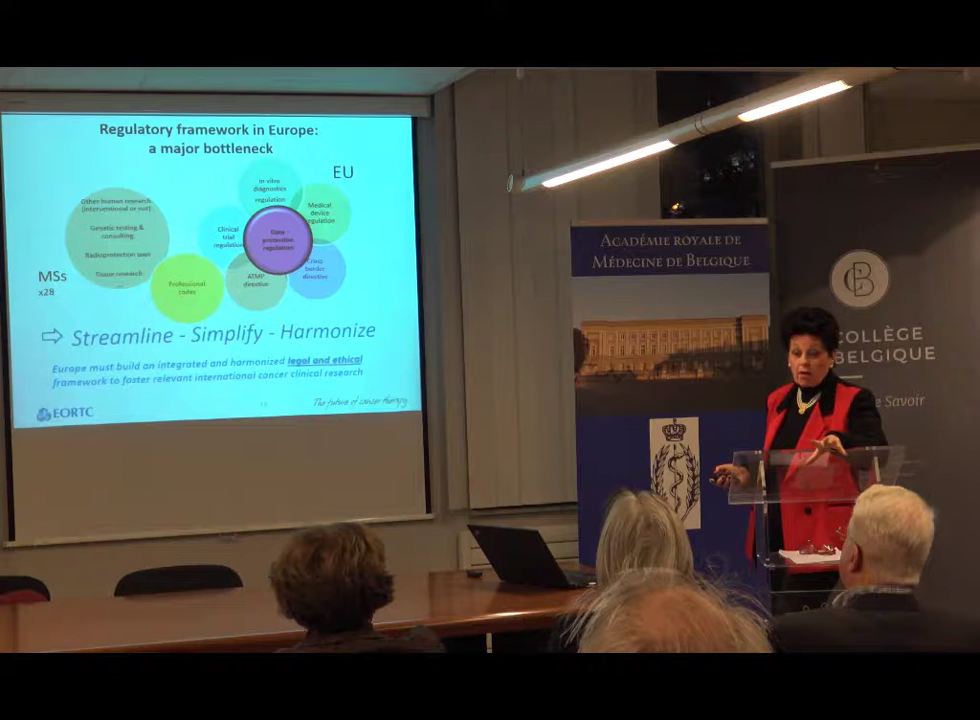 Regulatory framework in Europe:
a major bottleneck
EU
In vitro
diagnostics
regulation
Medical
device
regulation
Clinical
trial
regulation
Data
protection
regulation
Cross
border
directive
ATMP
directive
Professional
codes
Other human research
(interventional or not)
Genetic testing &
consulting
Radioprotection laws
Tissue research
MSs
x28
Streamline - Simplify - Harmonize
Europe must build an integrated and harmonized legal and ethical
framework to foster relevant international cancer clinical research
EORTC
The future of cancer therapy
ACADÉMIE ROYALE DE
MÉDECINE DE BELGIQUE
CB
COLLÈGE
BELGIQUE
Savoir